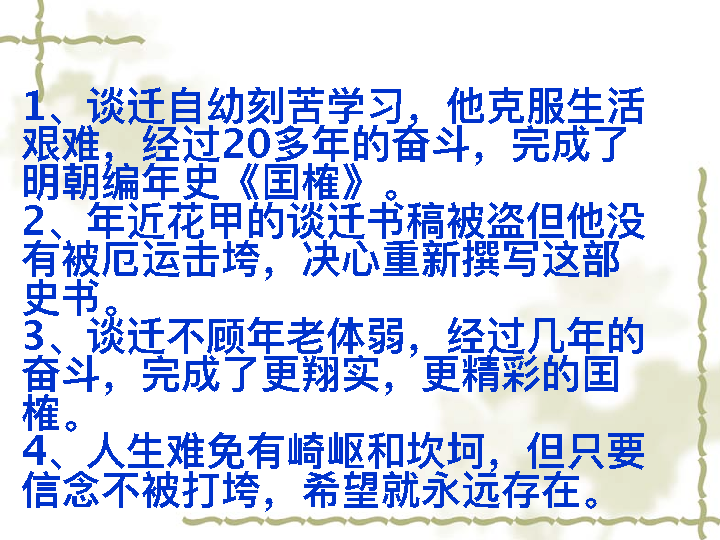 1、谈迁自幼刻苦学习，他克服生活
艰难，经过20多年的奋斗，完成了
明朝编年史《国榷》。
2、年近花甲的谈迁书稿被盗但他没
有被厄运击垮，决心重新撰写这部
史书。
3、谈迁不顾年老体弱，经过几年的
奋斗，完成了更翔实，更精彩的国
榷。
4、人生难免有崎岖和坎坷，但只要
信念不被打垮，希望就永远存在。